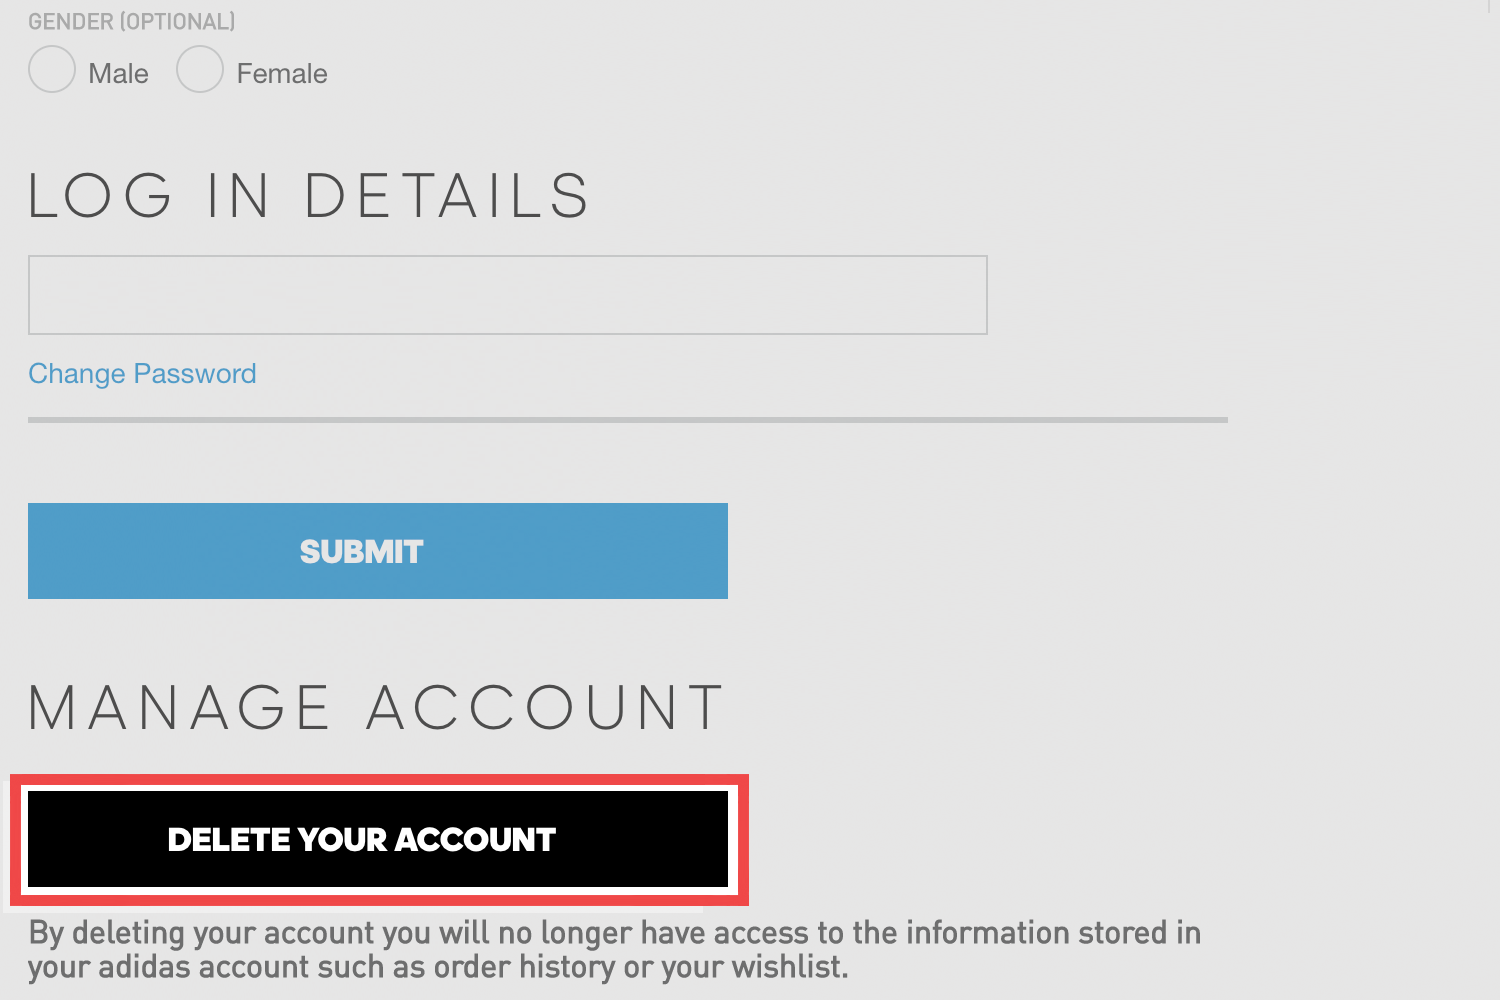 GENDER (OPTIONAL)
Male Female
LOG IN DETAILS
Change Password
SUBMIT
MANAGE ACCOUNT
DELETE YOUR ACCOUNT
By deleting your account you will no longer have access to the information stored in
your adidas account such as order history or your wishlist.